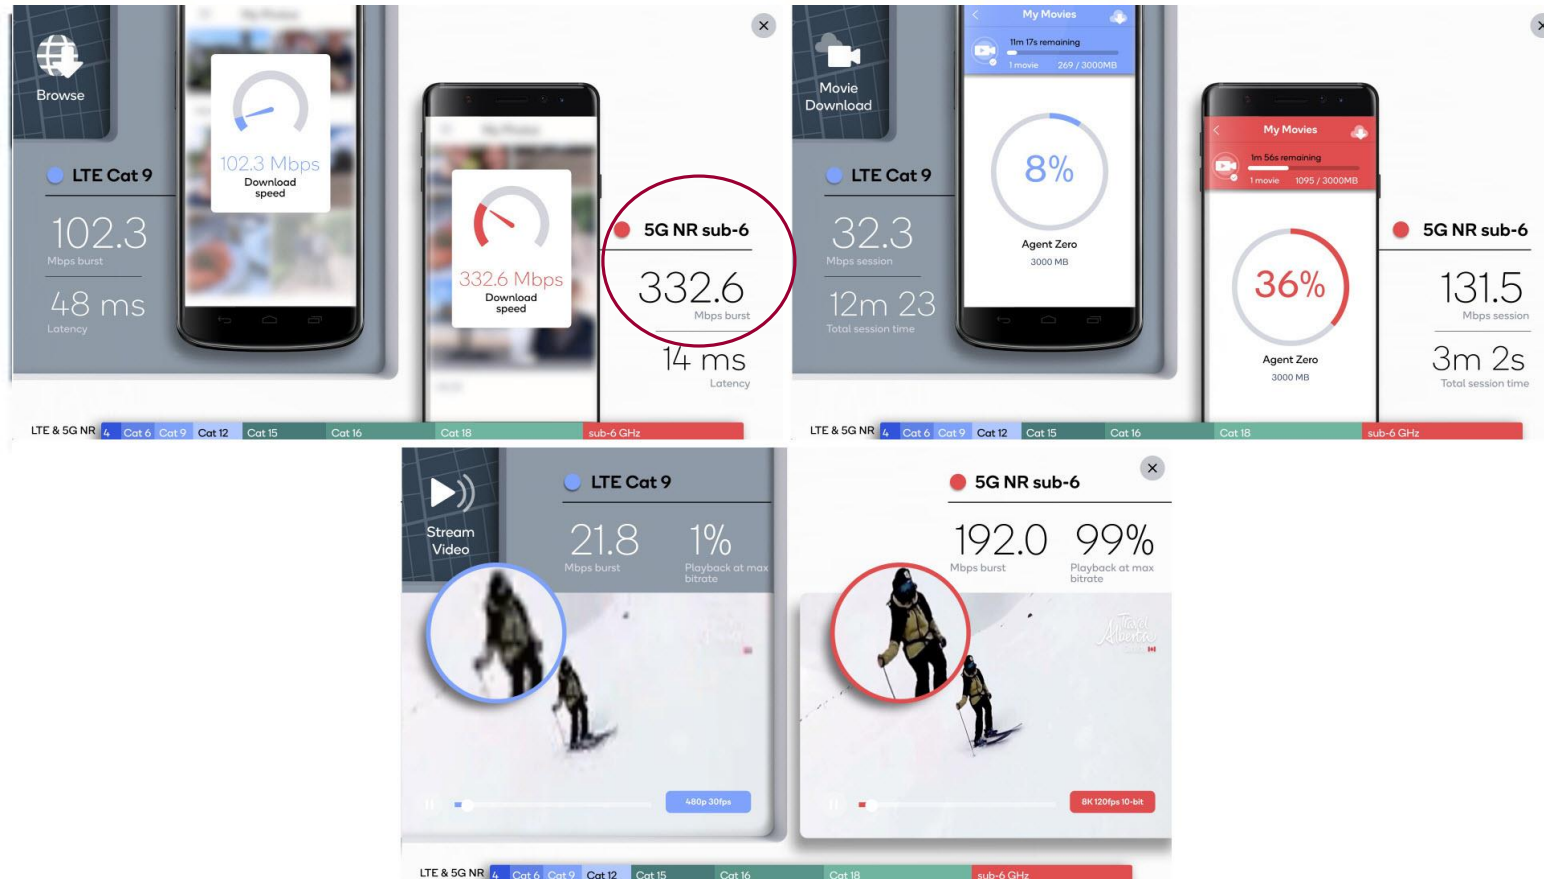 Browse
LTE Cat 9
102.3
Mbps burst
48 ms
Latency
102.3 Mbps
Download
speed
My Photos
332.6 Mbps
Download
speed
5G NR sub-6
332.6
Mbps burst
14 ms
Latency
LTE & 5G NR 4 Cat 6 Cat 9 Cat 12 Cat 15 Cat 16 Cat 18 sub-6 GHz
Movie
Download
LTE Cat 9
32.3
Mbps session
12m 23
Total session time
My Movies
11m 17s remaining
1 movie 269 / 3000MB
8%
Agent Zero
3000 MB
My Movies
1m 56s remaining
1 movie 1095 / 3000MB
36%
Agent Zero
3000 MB
5G NR sub-6
131.5
Mbps session
3m 2s
Total session time
LTE & 5G NR 4 Cat 6 Cat 9 Cat 12 Cat 15 Cat 16 Cat 18 sub-6 GHz
Stream
Video
LTE Cat 9
21.8 1%
Mbps burst Playback at max
bitrate
480p 30fps
5G NR sub-6
192.0 99%
Mbps burst Playback at max
bitrate
Travel
Alberta
8K 120fps 10-bit
LTE & 5G NR 4 Cat 6 Cat 9 Cat 12 Cat 15 Cat 16 Cat 18 sub-6 GHz